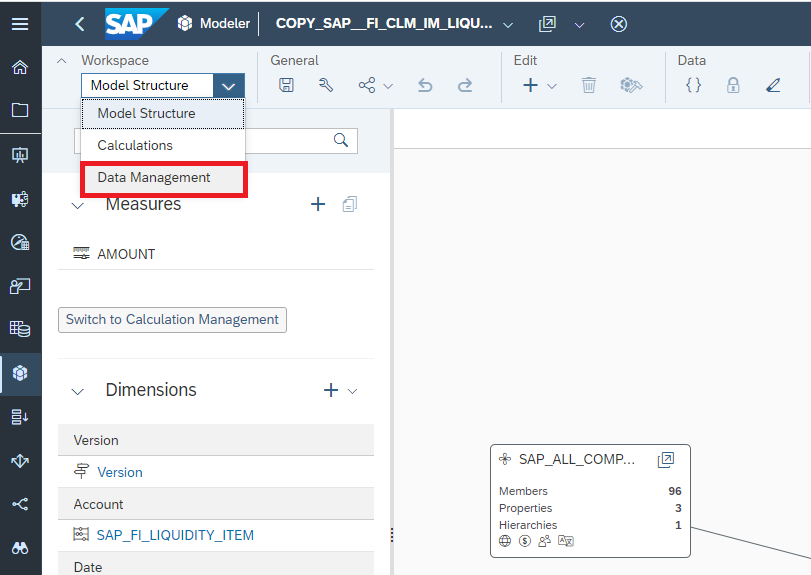 SAP Modeler COPY_SAP__FI_CLM_IM_LIQU...
Workspace General Edit Data
Model Structure
Model Structure
Calculations
Data Management
Measures
AMOUNT
Switch to Calculation Management
Dimensions
Version
Version
Account
SAP_FI_LIQUIDITY_ITEM
Date
SAP_ALL_COMP...
Members 96
Properties 3
Hierarchies 1